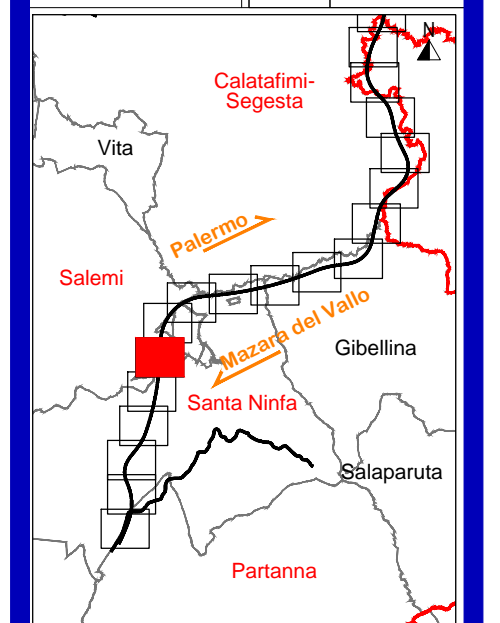 N
Calatafimi-
Segesta
Vita
Palermo
Salemi
Mazara del Vallo
Gibellina
Santa Ninfa
Salaparuta
Partanna